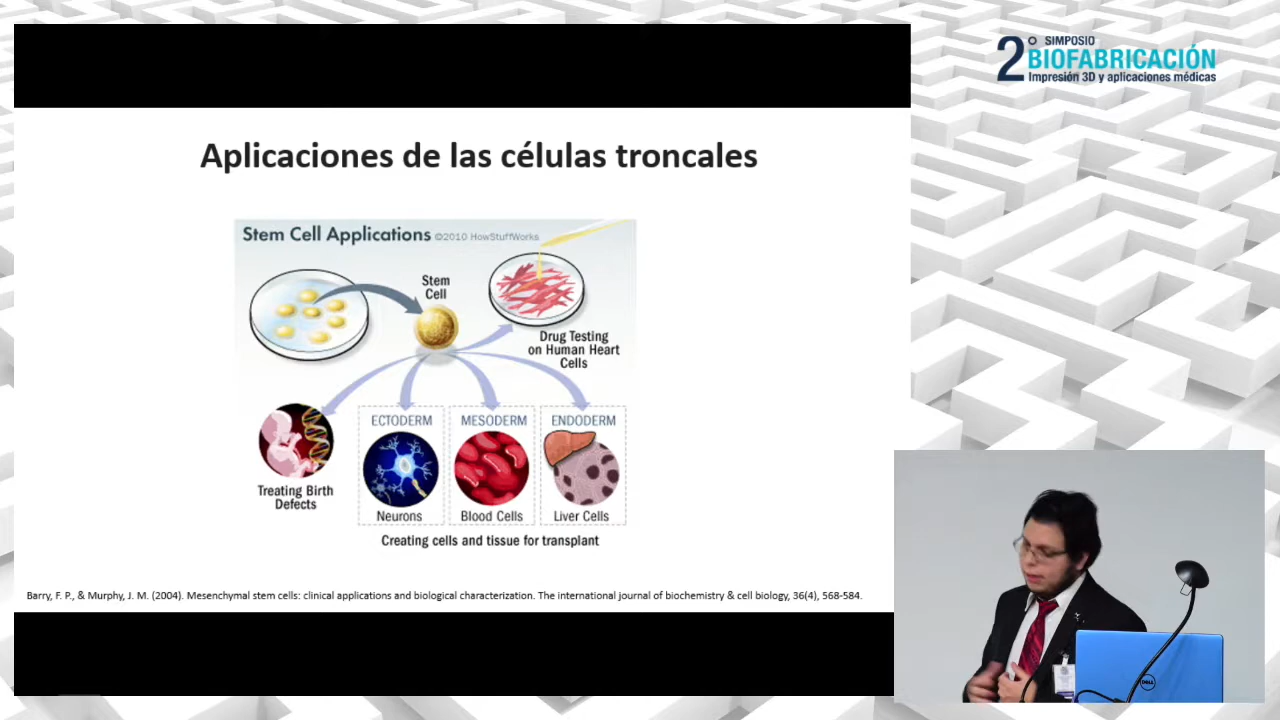 2° SIMPOSIO
BIOFABRICACIÓN
Impresión 3D y aplicaciones médicas
Aplicaciones de las células troncales
Stem Cell Applications ©2010 HowStuffWorks
Stem
Cell
Drug Testing
on Human Heart
Cells
ECTODERM
MESODERM
ENDODERM
Treating Birth
Defects
Neurons
Blood Cells
Liver Cells
Creating cells and tissue for transplant
Barry, F. P., & Murphy, J. M. (2004). Mesenchymal stem cells: clinical applications and biological characterization. The international journal of biochemistry & cell biology, 36(4), 568-584.
DELL